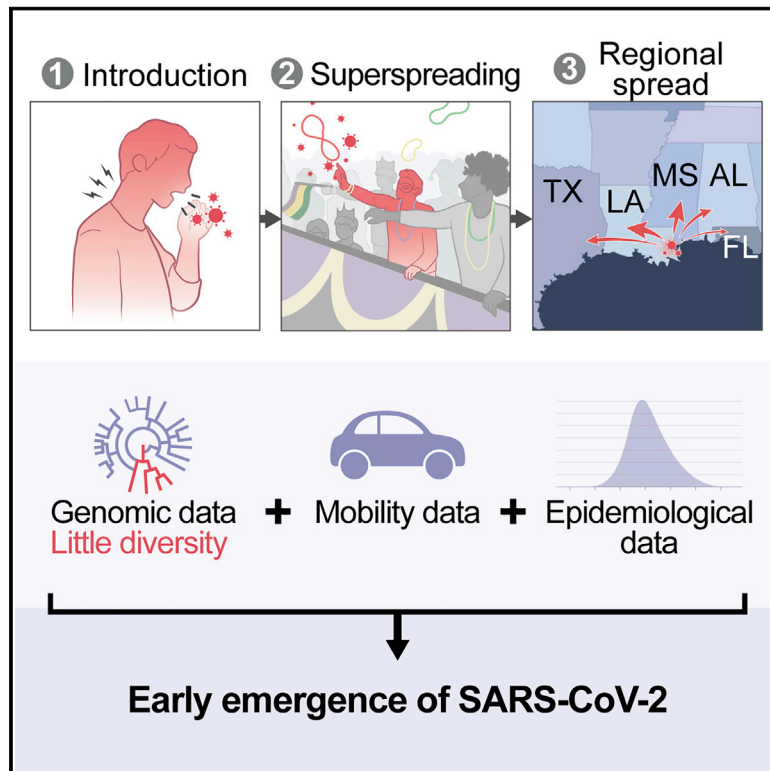 1 Introduction
2 Superspreading
3 Regional
spread
TX
LA
MS
AL
FL
Genomic data
Little diversity
+
Mobility data
+
Epidemiological
data
Early emergence of SARS-CoV-2